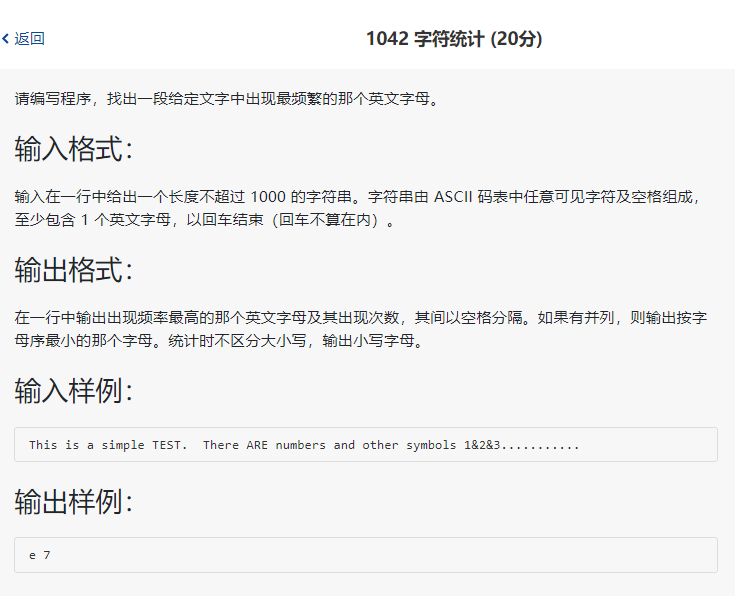 返回
1042 字符统计 (20分)
请编写程序，找出一段给定文字中出现最频繁的那个英文字母。
输入格式：
输入在一行中给出一个长度不超过 1000 的字符串。字符串由 ASCII 码表中任意可见字符及空格组成，
至少包含 1 个英文字母，以回车结束（回车不算在内）。
输出格式：
在一行中输出出现频率最高的那个英文字母及其出现次数，其间以空格分隔。如果有并列，则输出按字
母序最小的那个字母。统计时不区分大小写，输出小写字母。
输入样例：
This is a simple TEST.  There ARE numbers and other symbols 1&2&3...........
输出样例：
e 7